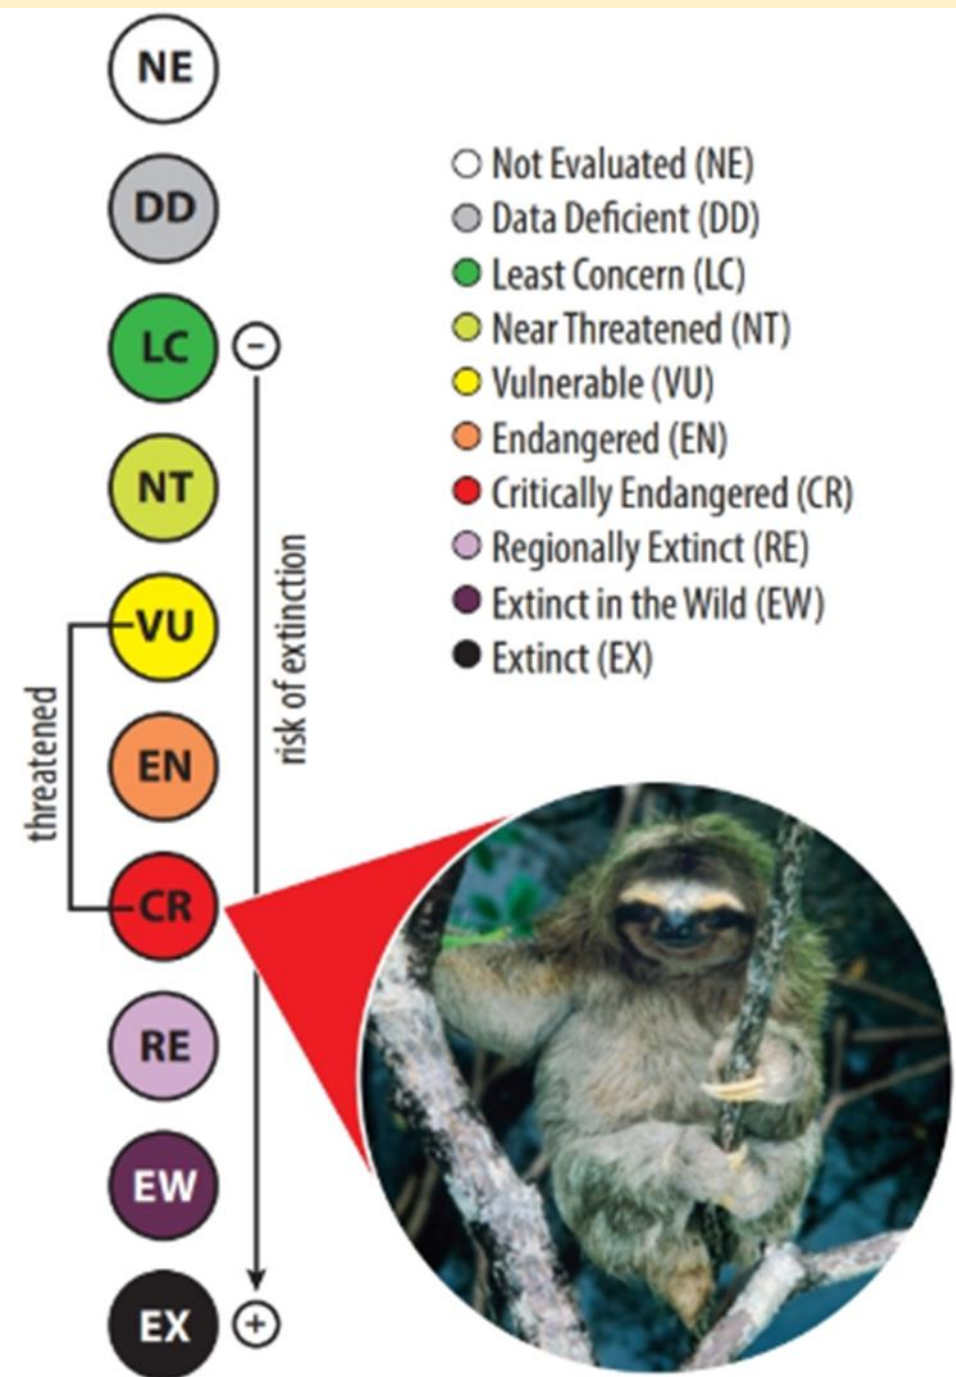 NE
DD
LC
−
NT
VU
EN
CR
RE
EW
EX
+
threatened
risk of extinction
Not Evaluated (NE)
Data Deficient (DD)
Least Concern (LC)
Near Threatened (NT)
Vulnerable (VU)
Endangered (EN)
Critically Endangered (CR)
Regionally Extinct (RE)
Extinct in the Wild (EW)
Extinct (EX)